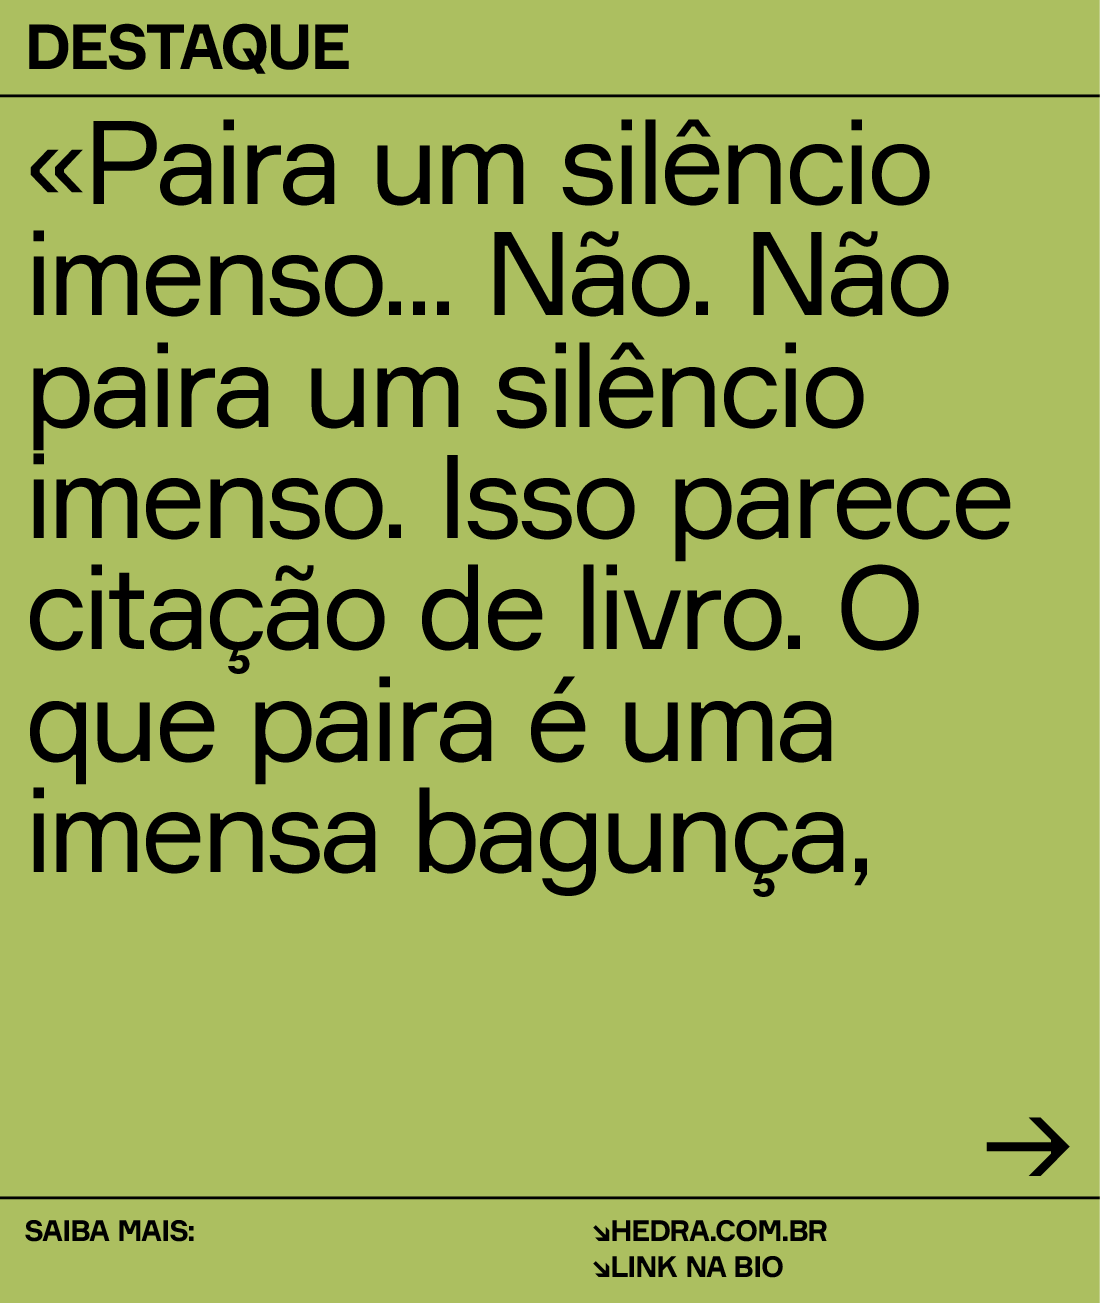 DESTAQUE
«Paira um silêncio
imenso... Não. Não
paira um silêncio
imenso. Isso parece
citação de livro. O
que paira é uma
imensa bagunça,
→
SAIBA MAIS:
↘HEDRA.COM.BR
↘LINK NA BIO